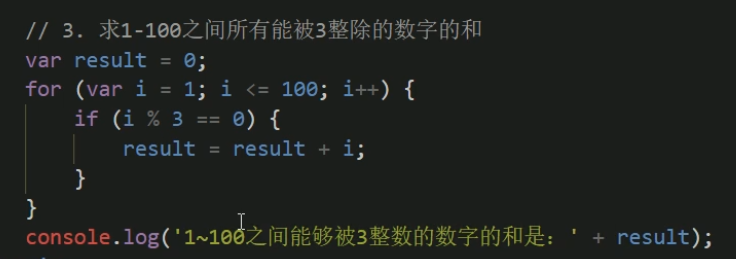 // 3. 求1-100之间所有能被3整除的数字的和
var result = 0;
for (var i = 1; i <= 100; i++) {
if (i % 3 == 0) {
result = result + i;
}
}
console.log('1~100之间能够被3整数的数字的和是：' + result);